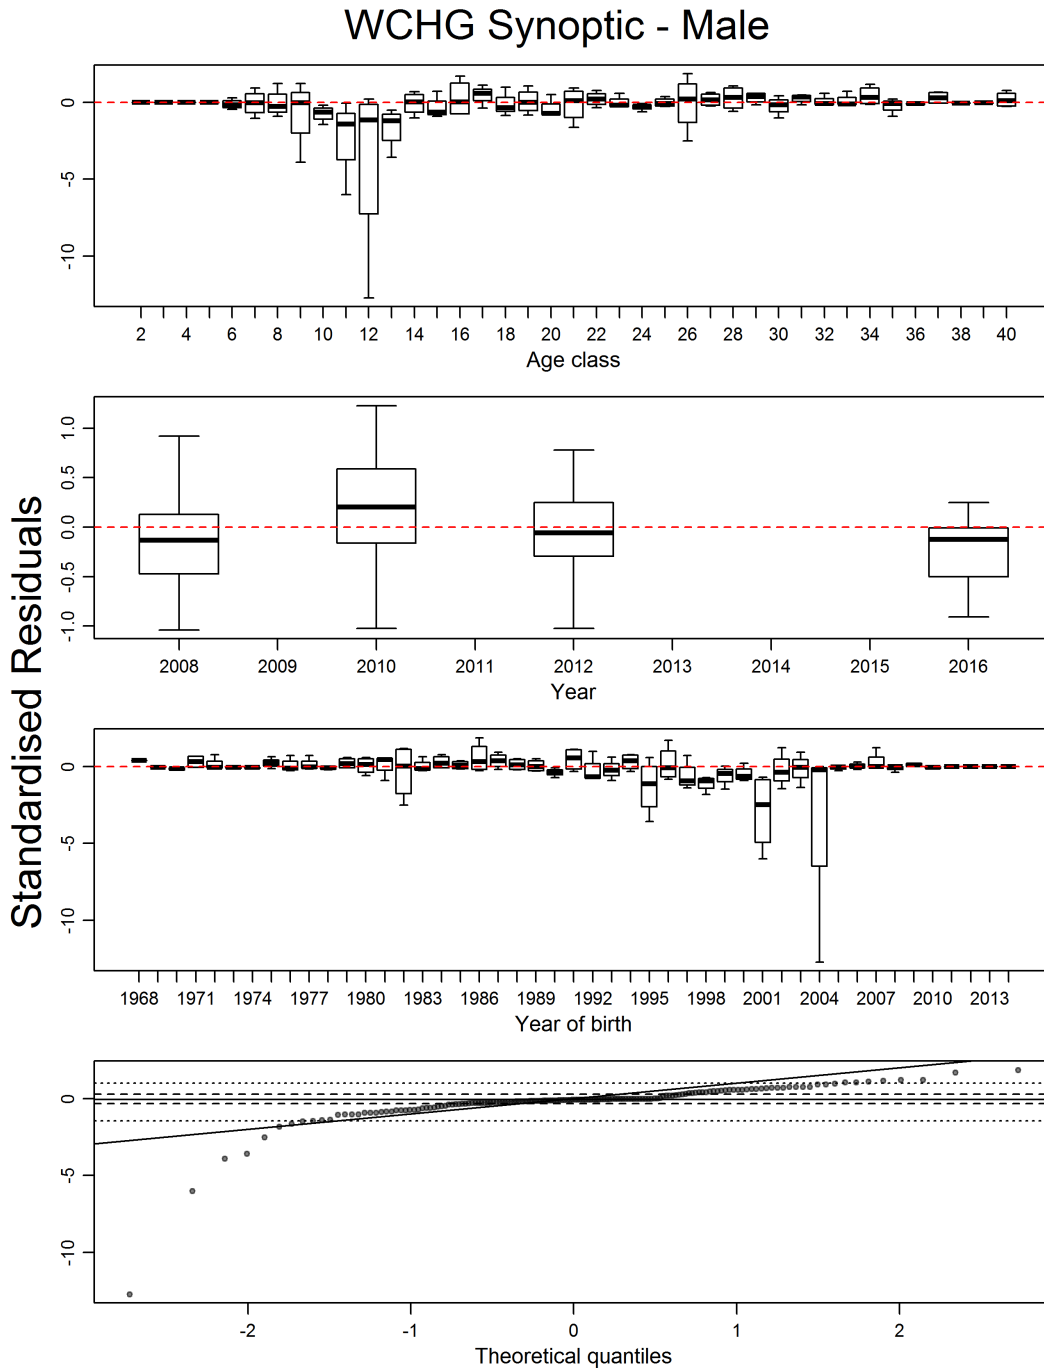 WCHG Synoptic - Male
Standardised Residuals
0
-5
-10
2 4 6 8 10 12 14 16 18 20 22 24 26 28 30 32 34 36 38 40
Age class
1.0
0.5
0.0
-0.5
-1.0
2008 2009 2010 2011 2012 2013 2014 2015 2016
Year
0
-5
-10
1968 1971 1974 1977 1980 1983 1986 1989 1992 1995 1998 2001 2004 2007 2010 2013
Year of birth
0
-5
-10
-2 -1 0 1 2
Theoretical quantiles